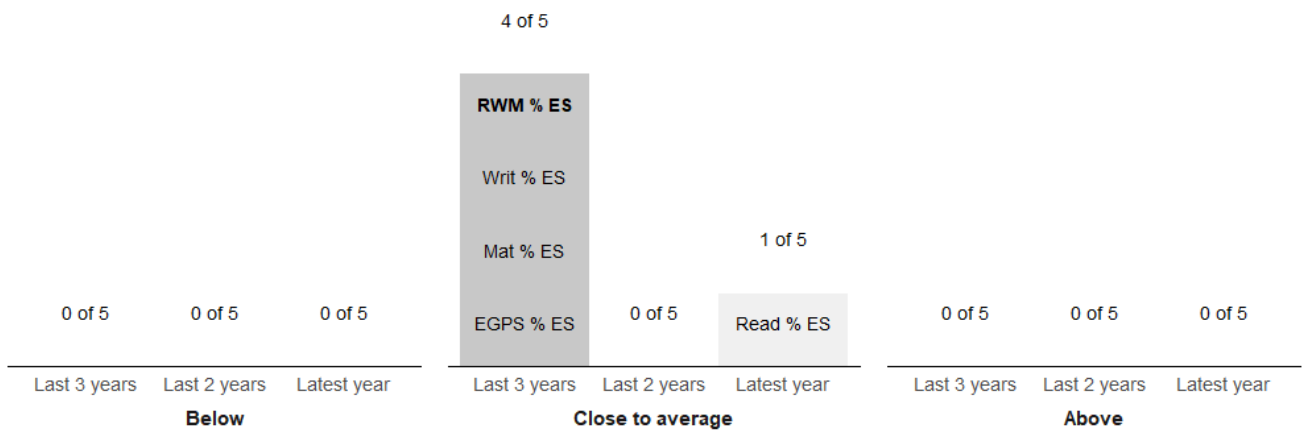 4 of 5
RWM % ES
Writ % ES
Mat % ES
1 of 5
0 of 5 0 of 5 0 of 5 EGPS % ES 0 of 5 Read % ES 0 of 5 0 of 5 0 of 5
Last 3 years Last 2 years Latest year Last 3 years Last 2 years Latest year Last 3 years Last 2 years Latest year
Below Close to average Above